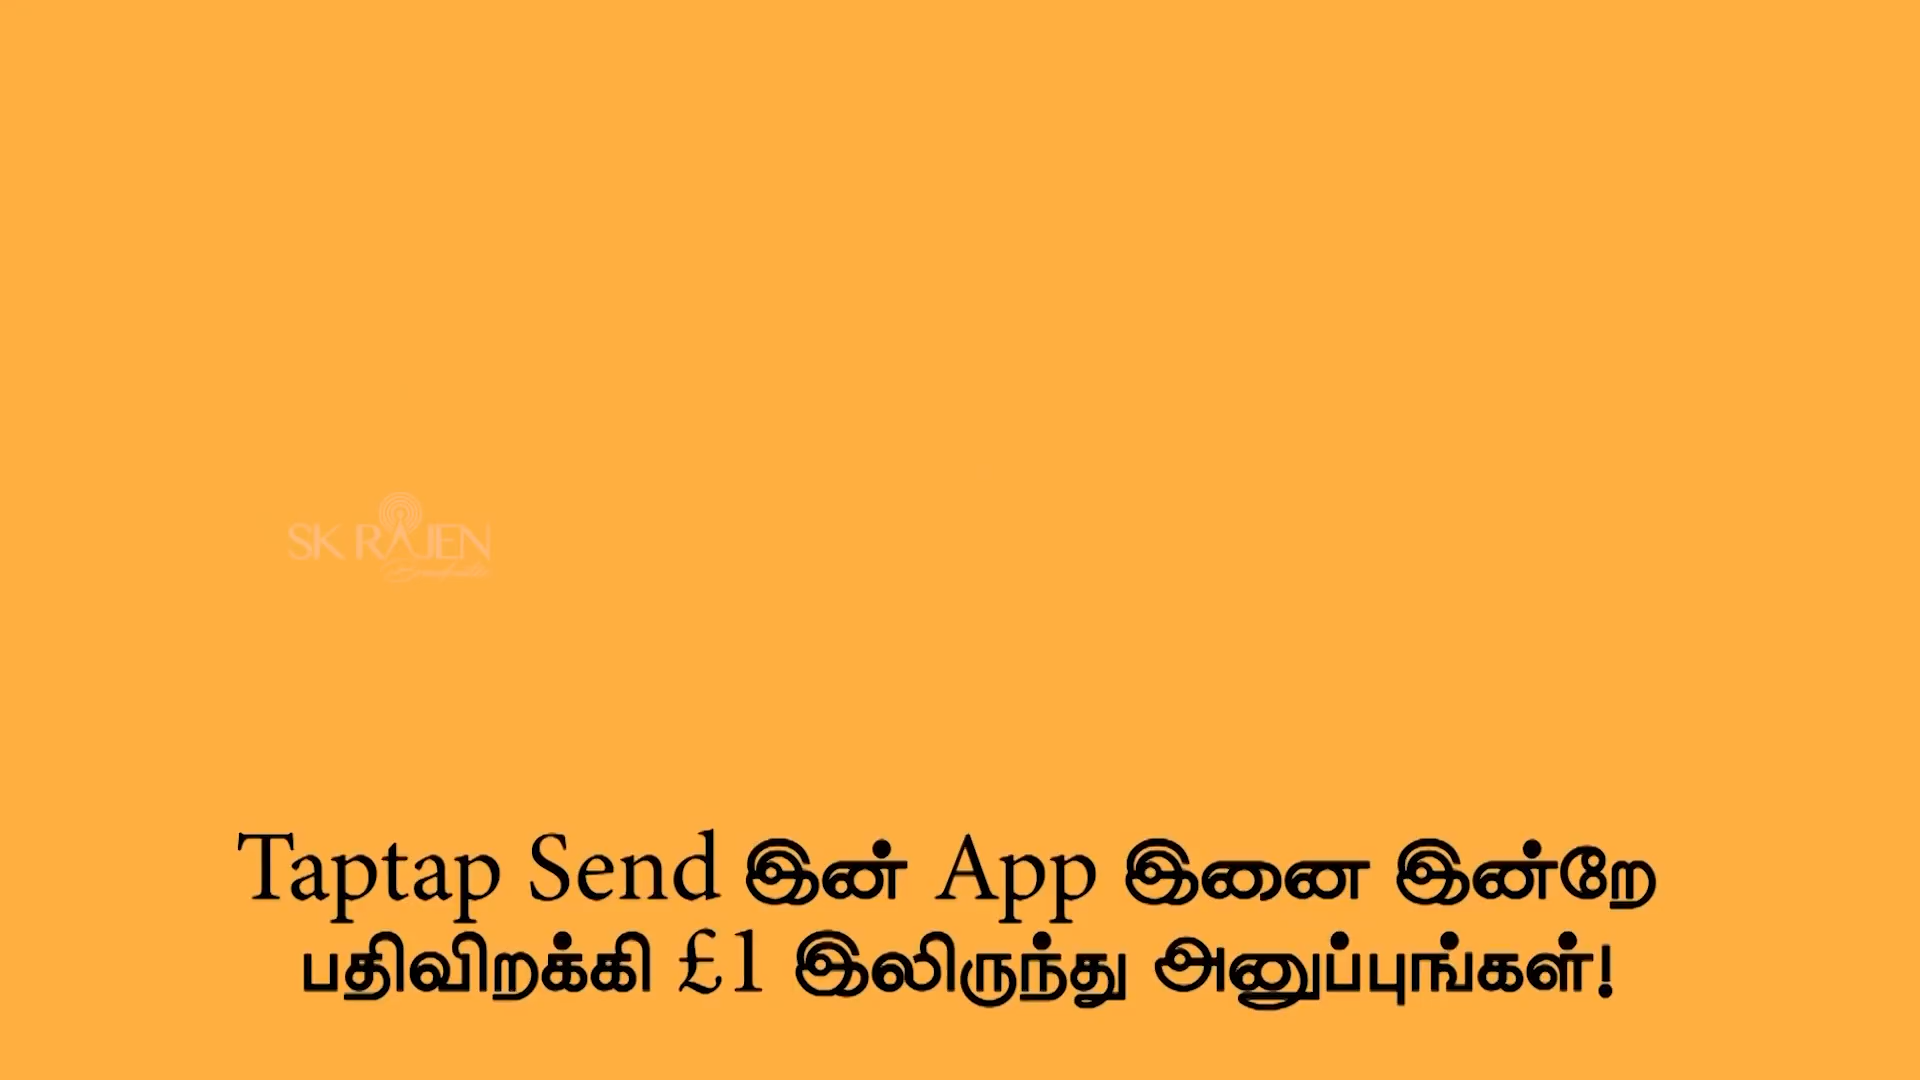 SK RAJEN
Taptap Send இன் App இனை இன்றே
பதிவிறக்கி £1 இலிருந்து அனுப்புங்கள்!